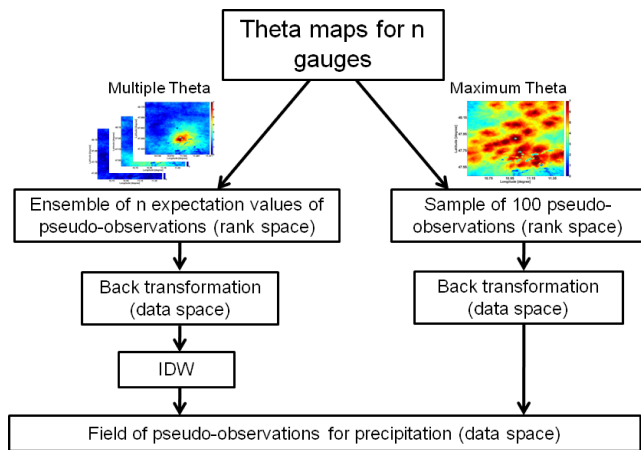 Theta maps for n
gauges
Multiple Theta
Maximum Theta
Longitude [degree]
Ensemble of n expectation values of
pseudo-observations (rank space)
Sample of 100 pseudo-
observations (rank space)
Back transformation
(data space)
Back transformation
(data space)
IDW
Field of pseudo-observations for precipitation (data space)